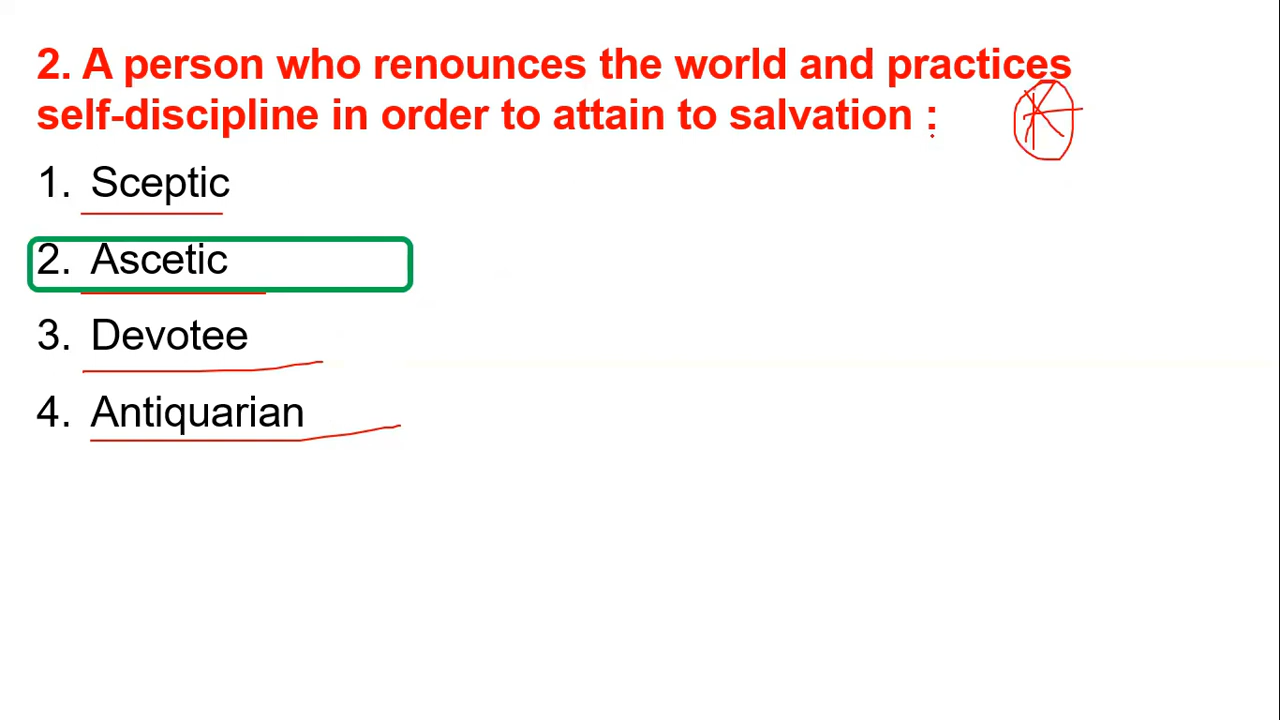 2. A person who renounces the world and practices
self-discipline in order to attain to salvation :
1. Sceptic
2. Ascetic
3. Devotee
4. Antiquarian